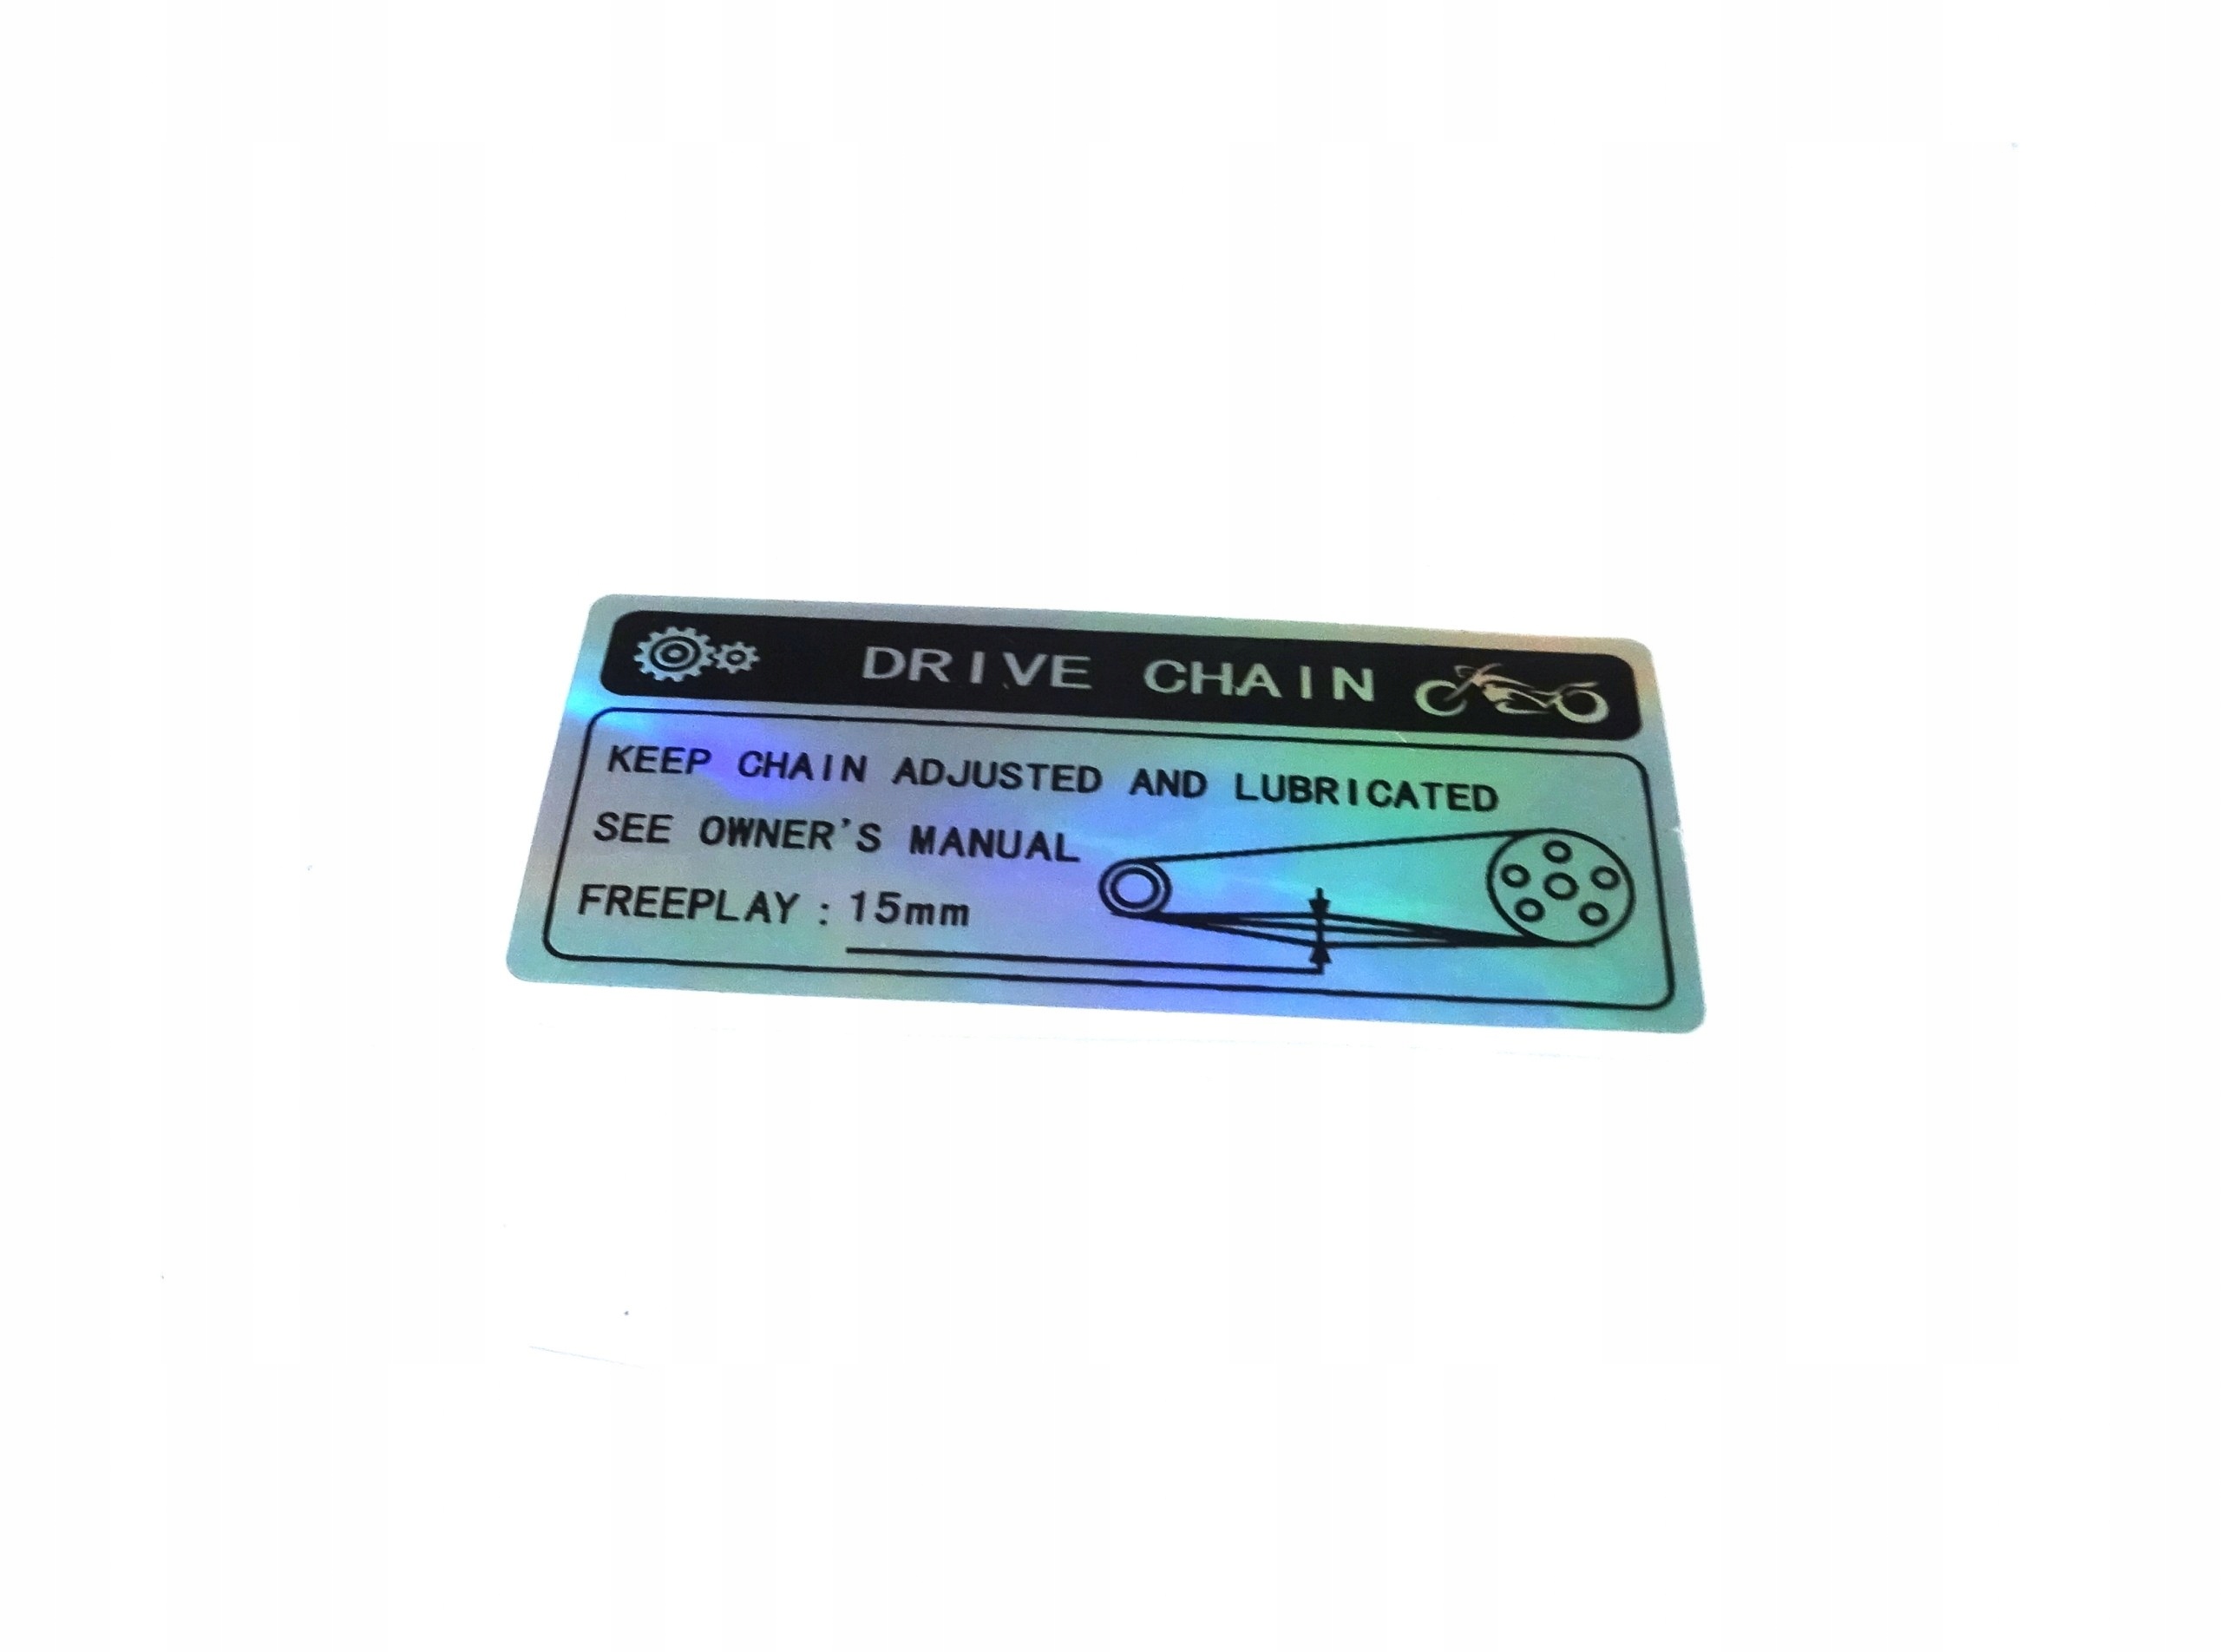 DRIVE CHAIN
KEEP CHAIN ADJUSTED AND LUBRICATED
SEE OWNER'S MANUAL
FREEPLAY : 15mm